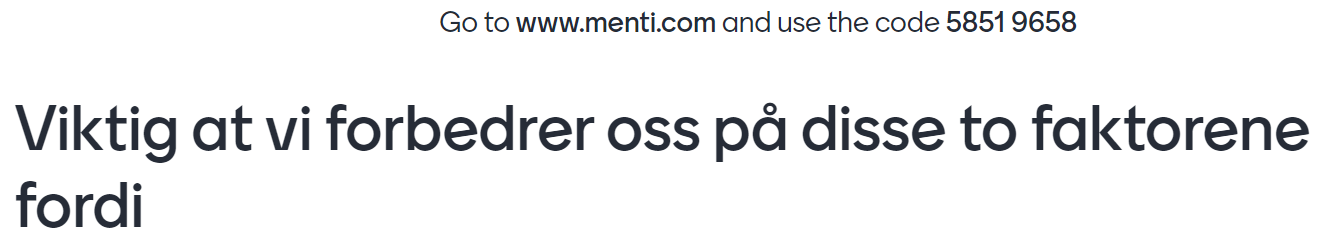 Go to www.menti.com and use the code 5851 9658
Viktig at vi forbedrer oss på disse to faktorene
fordi